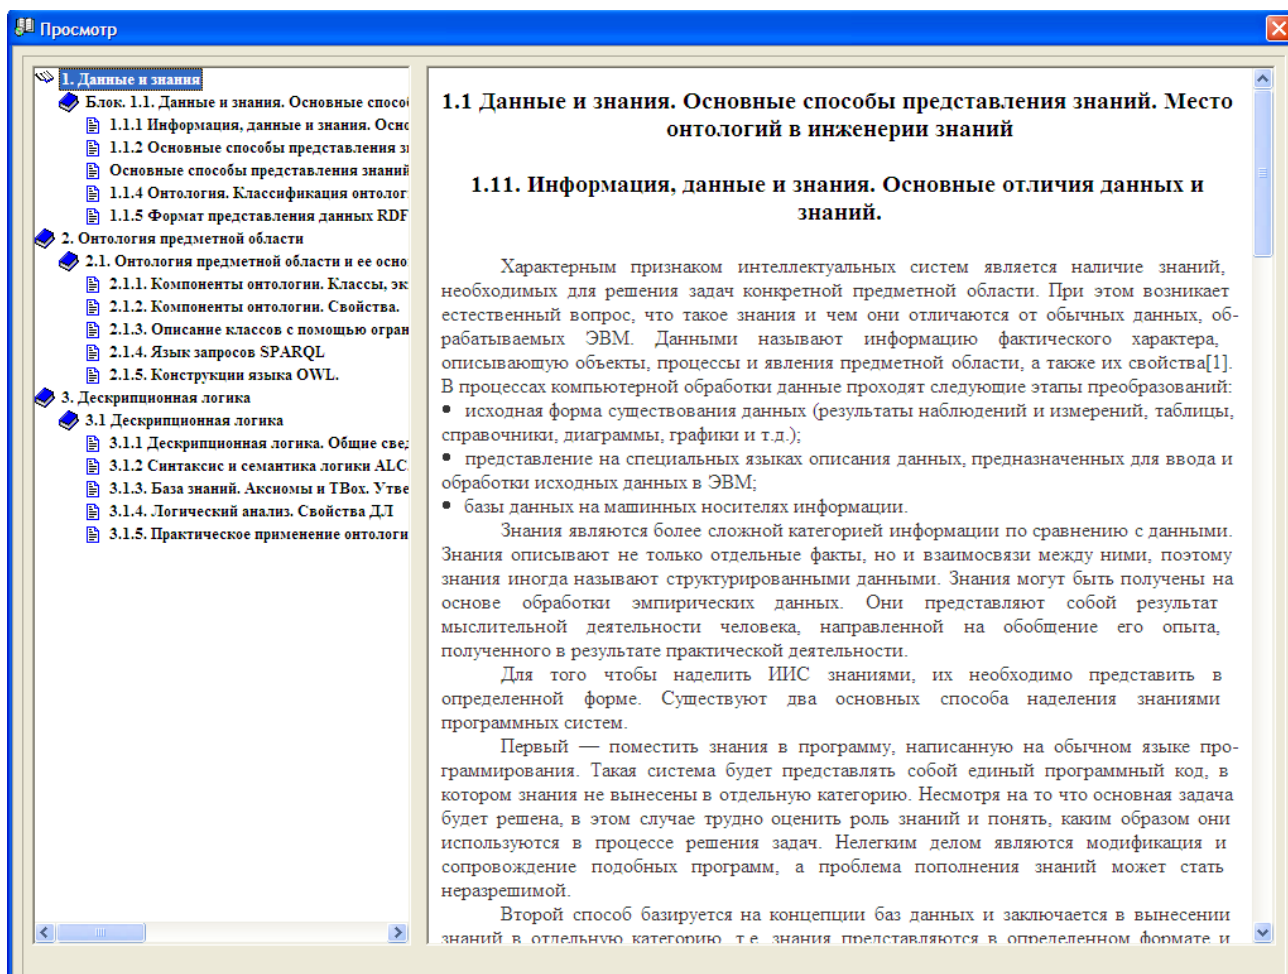 Просмотр
1. Данные и знания
Блок. 1.1. Данные и знания. Основные спосо
1.1.1 Информация, данные и знания. Осно
1.1.2 Основные способы представления з
Основные способы представления знаний
1.1.4 Онтология. Классификация онтолог
1.1.5 Формат представления данных RDF
2. Онтология предметной области
2.1. Онтология предметной области и ее осно
2.1.1. Компоненты онтологии. Классы, эк
2.1.2. Компоненты онтологии. Свойства.
2.1.3. Описание классов с помощью огран
2.1.4. Язык запросов SPARQL
2.1.5. Конструкции языка OWL.
3. Дескрипционная логика
3.1 Дескрипционная логика
3.1.1 Дескрипционная логика. Общие свед
3.1.2 Синтаксис и семантика логики ALC
3.1.3. База знаний. Аксиомы и TBox. Утве
3.1.4. Логический анализ. Свойства ДЛ
3.1.5. Практическое применение онтологи
1.1 Данные и знания. Основные способы представления знаний. Место
онтологий в инженерии знаний
1.11. Информация, данные и знания. Основные отличия данных и
знаний.
Характерным признаком интеллектуальных систем является наличие знаний,
необходимых для решения задач конкретной предметной области. При этом возникает
естественный вопрос, что такое знания и чем они отличаются от обычных данных, об-
рабатываемых ЭВМ. Данными называют информацию фактического характера,
описывающую объекты, процессы и явления предметной области, а также их свойства[1].
В процессах компьютерной обработки данные проходят следующие этапы преобразований:
• исходная форма существования данных (результаты наблюдений и измерений, таблицы,
справочники, диаграммы, графики и т.д.);
• представление на специальных языках описания данных, предназначенных для ввода и
обработки исходных данных в ЭВМ;
• базы данных на машинных носителях информации.
Знания являются более сложной категорией информации по сравнению с данными.
Знания описывают не только отдельные факты, но и взаимосвязи между ними, поэтому
знания иногда называют структурированными данными. Знания могут быть получены на
основе обработки эмпирических данных. Они представляют собой результат
мыслительной деятельности человека, направленной на обобщение его опыта,
полученного в результате практической деятельности.
Для того чтобы наделить ИИС знаниями, их необходимо представить в
определенной форме. Существуют два основных способа наделения знаниями
программных систем.
Первый — поместить знания в программу, написанную на обычном языке про-
граммирования. Такая система будет представлять собой единый программный код, в
котором знания не вынесены в отдельную категорию. Несмотря на то что основная задача
будет решена, в этом случае трудно оценить роль знаний и понять, каким образом они
используются в процессе решения задач. Нелегким делом являются модификация и
сопровождение подобных программ, а проблема пополнения знаний может стать
неразрешимой.
Второй способ базируется на концепции баз данных и заключается в вынесении
знаний в отдельную категорию, т.е. знания представляются в определенном формате и